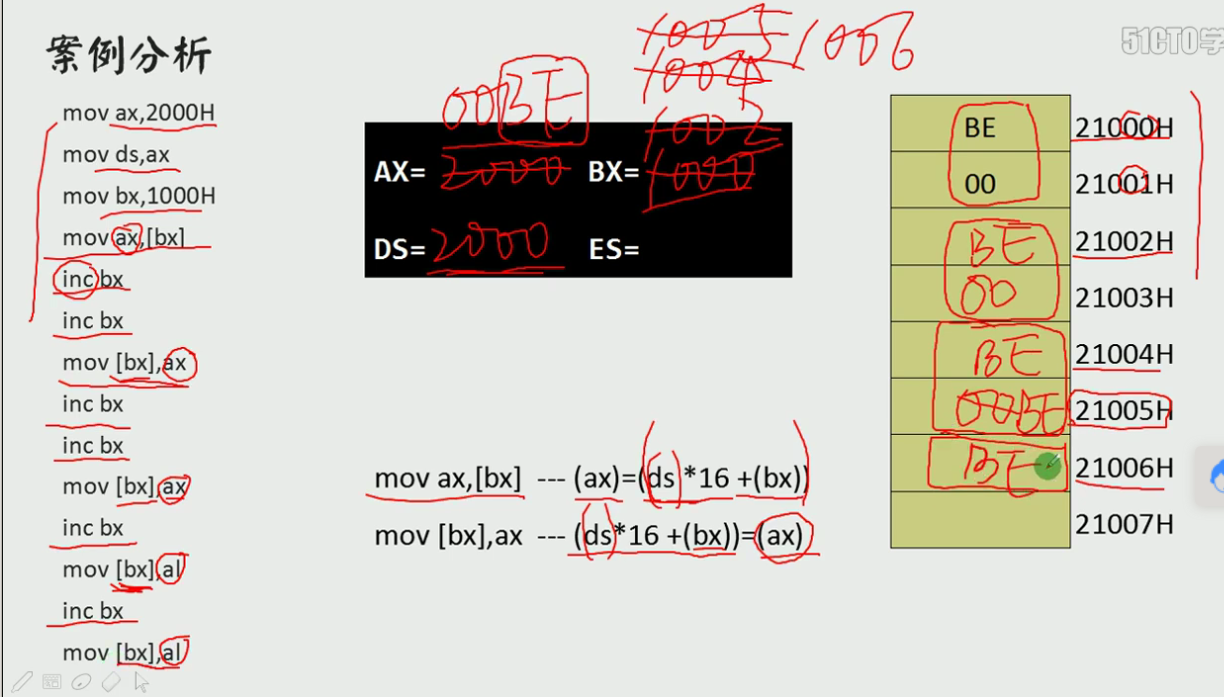 案例分析
51CTO学
mov ax,2000H
mov ds,ax
mov bx,1000H
mov ax,[bx]
inc bx
inc bx
mov [bx],ax
inc bx
inc bx
mov [bx],ax
inc bx
mov [bx],al
inc bx
mov [bx],al
1005 1006
1004
1002
00BE
AX= 2000 BX= 1000
DS= 2000 ES=
mov ax,[bx] --- (ax)=(ds *16 +(bx))
mov [bx],ax --- (ds*16 +(bx))=(ax)
BE 21000H
00 21001H
BE 21002H
00 21003H
BE 21004H
00BE 21005H
BE 21006H
21007H